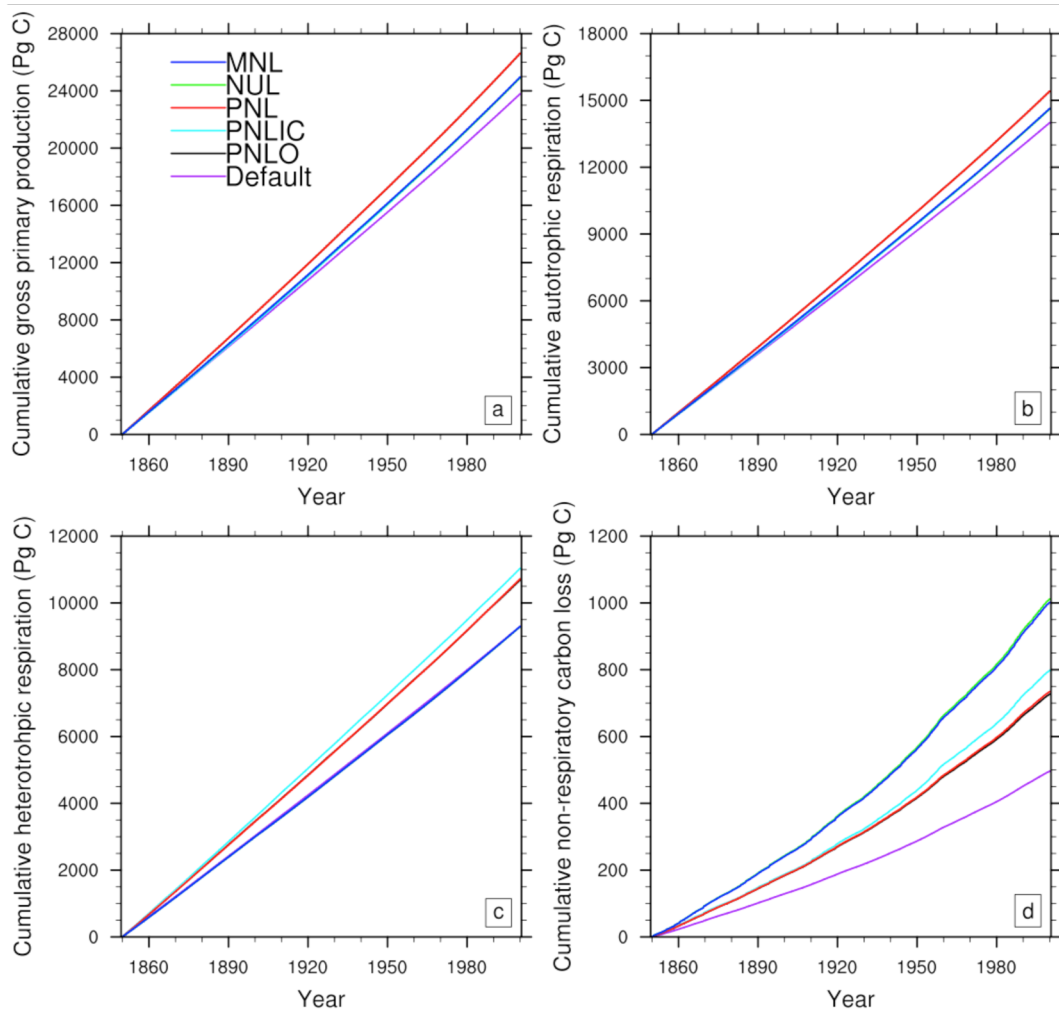 Cumulative gross primary production (Pg C)
28000
24000
20000
16000
12000
8000
4000
0
MNL
NUL
PNL
PNLIC
PNLO
Default
a
1860 1890 1920 1950 1980
Year
Cumulative autotrophic respiration (Pg C)
18000
15000
12000
9000
6000
3000
0
b
1860 1890 1920 1950 1980
Year
Cumulative heterotrohpic respiration (Pg C)
12000
10000
8000
6000
4000
2000
0
c
1860 1890 1920 1950 1980
Year
Cumulative non-respiratory carbon loss (Pg C)
1200
1000
800
600
400
200
0
d
1860 1890 1920 1950 1980
Year